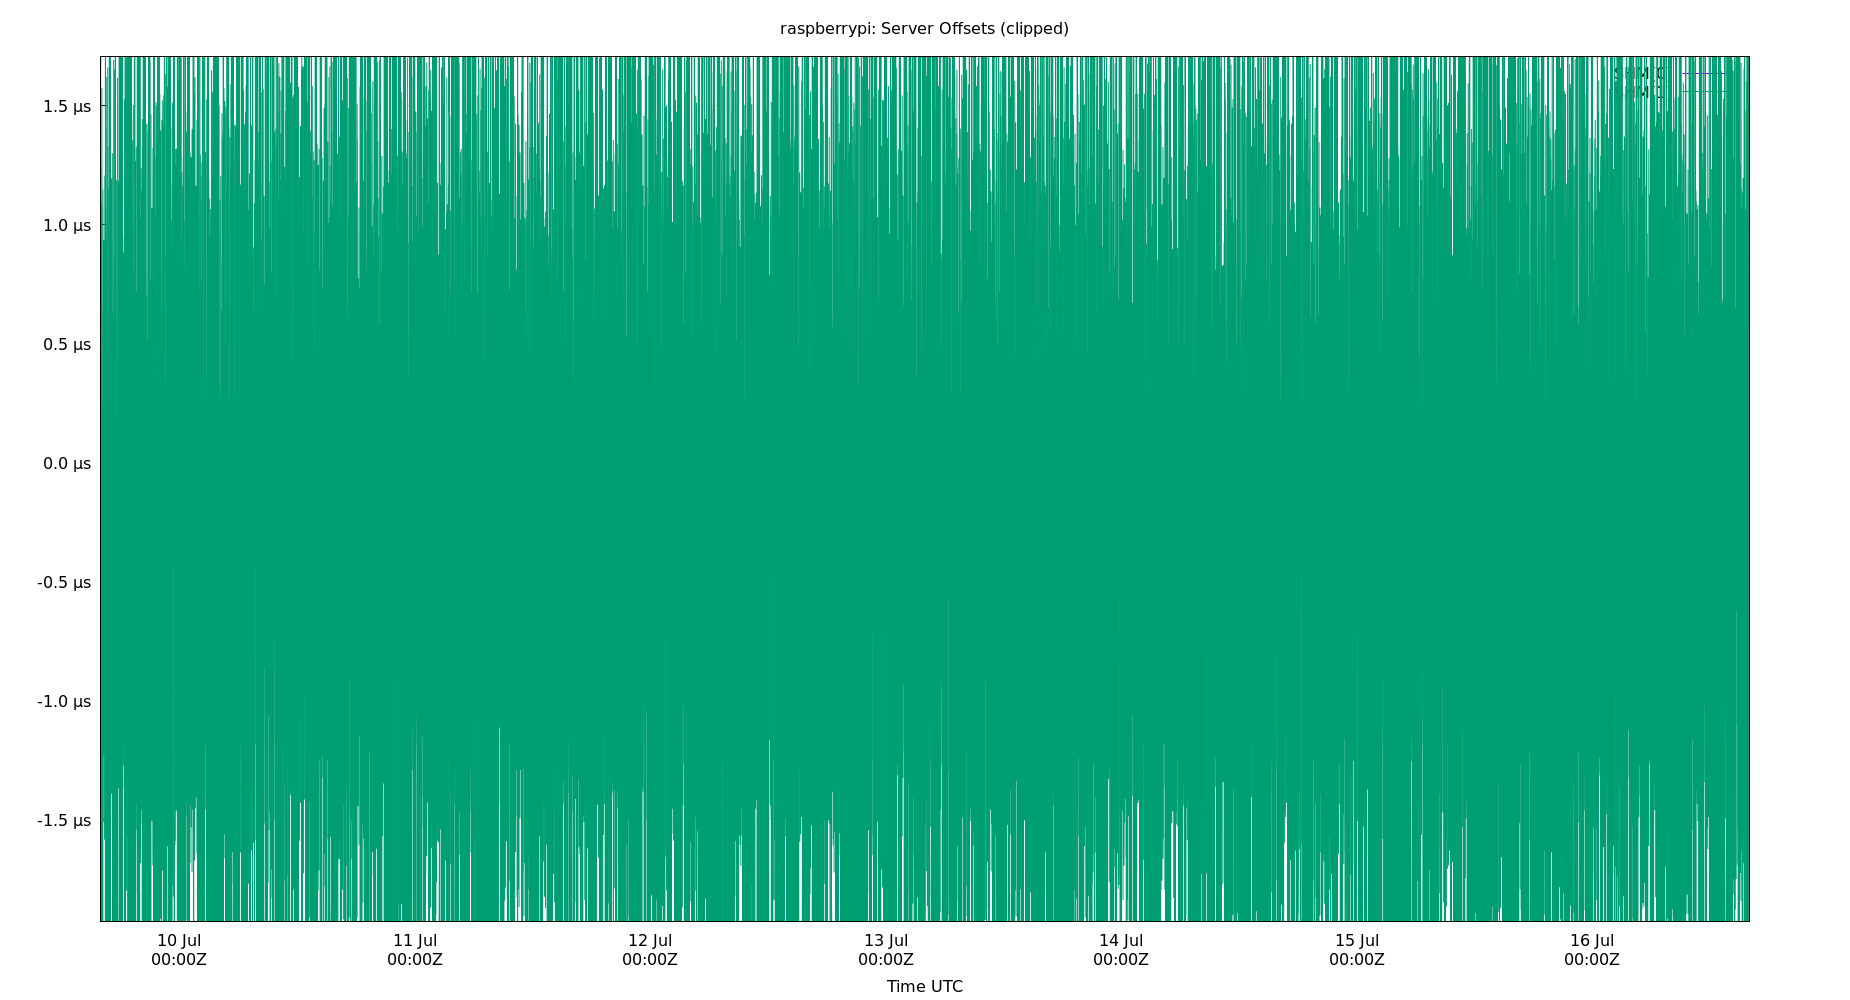 raspberrypi: Server Offsets (clipped)
1.5 µs
1.0 µs
0.5 µs
0.0 µs
-0.5 µs
-1.0 µs
-1.5 µs
10 Jul
00:00Z
11 Jul
00:00Z
12 Jul
00:00Z
13 Jul
00:00Z
14 Jul
00:00Z
15 Jul
00:00Z
16 Jul
00:00Z
Time UTC